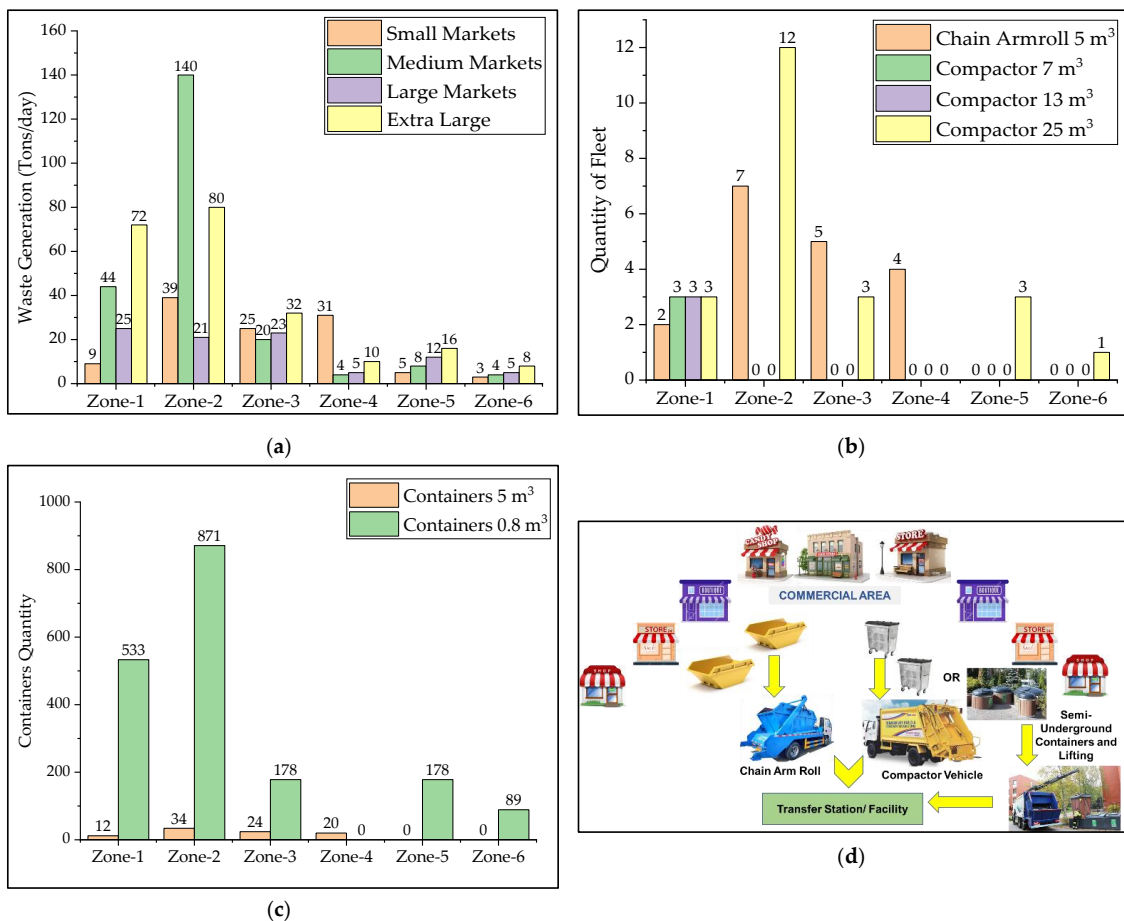 Small Markets
Medium Markets
Large Markets
Extra Large
Waste Generation (Tons/day)
160
140
120
100
80
60
40
20
0
9
44
25
72
39
140
21
80
25
20
23
32
31
4
5
10
5
8
12
16
3
4
5
8
Zone-1 Zone-2 Zone-3 Zone-4 Zone-5 Zone-6
(a)
Chain Armroll 5 m³
Compactor 7 m³
Compactor 13 m³
Compactor 25 m³
Quantity of Fleet
12
10
8
6
4
2
0
2 3 3 3
7 0 0 12
5 0 0 3
4 0 0 0
0 0 0 3
0 0 0 1
Zone-1 Zone-2 Zone-3 Zone-4 Zone-5 Zone-6
(b)
Containers 5 m³
Containers 0.8 m³
Containers Quantity
1000
800
600
400
200
0
12 533
34 871
24 178
20 0
0 178
0 89
Zone-1 Zone-2 Zone-3 Zone-4 Zone-5 Zone-6
(c)
CANDY SHOP
STORE
COMMERCIAL AREA
BOUTIQUE
BOUTIQUE
STORE
STORE
SHOP
SHOP
OR
Semi-
Underground
Containers and
Lifting
Chain Arm Roll
Compactor Vehicle
Transfer Station/ Facility
(d)